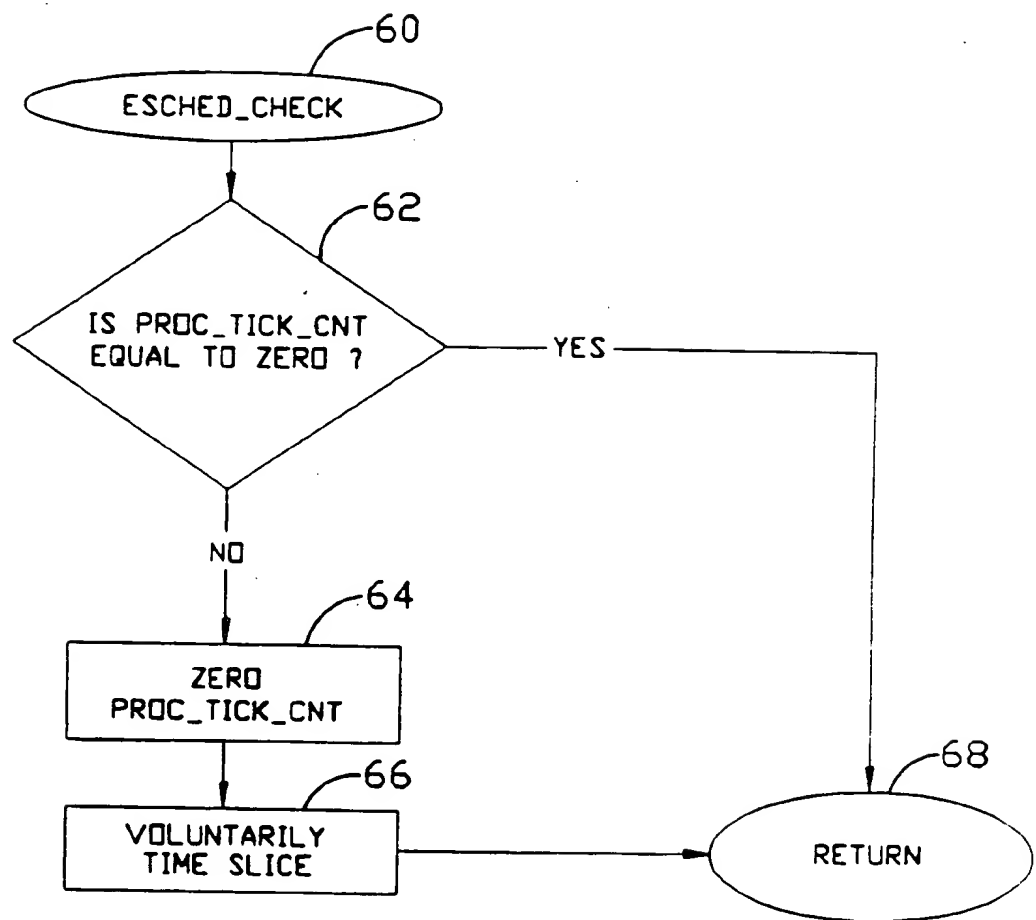 60
ESCHED_CHECK
62
IS PROC_TICK_CNT
EQUAL TO ZERO ?
YES
NO
64
ZERO
PROC_TICK_CNT
66
VOLUNTARILY
TIME SLICE
68
RETURN